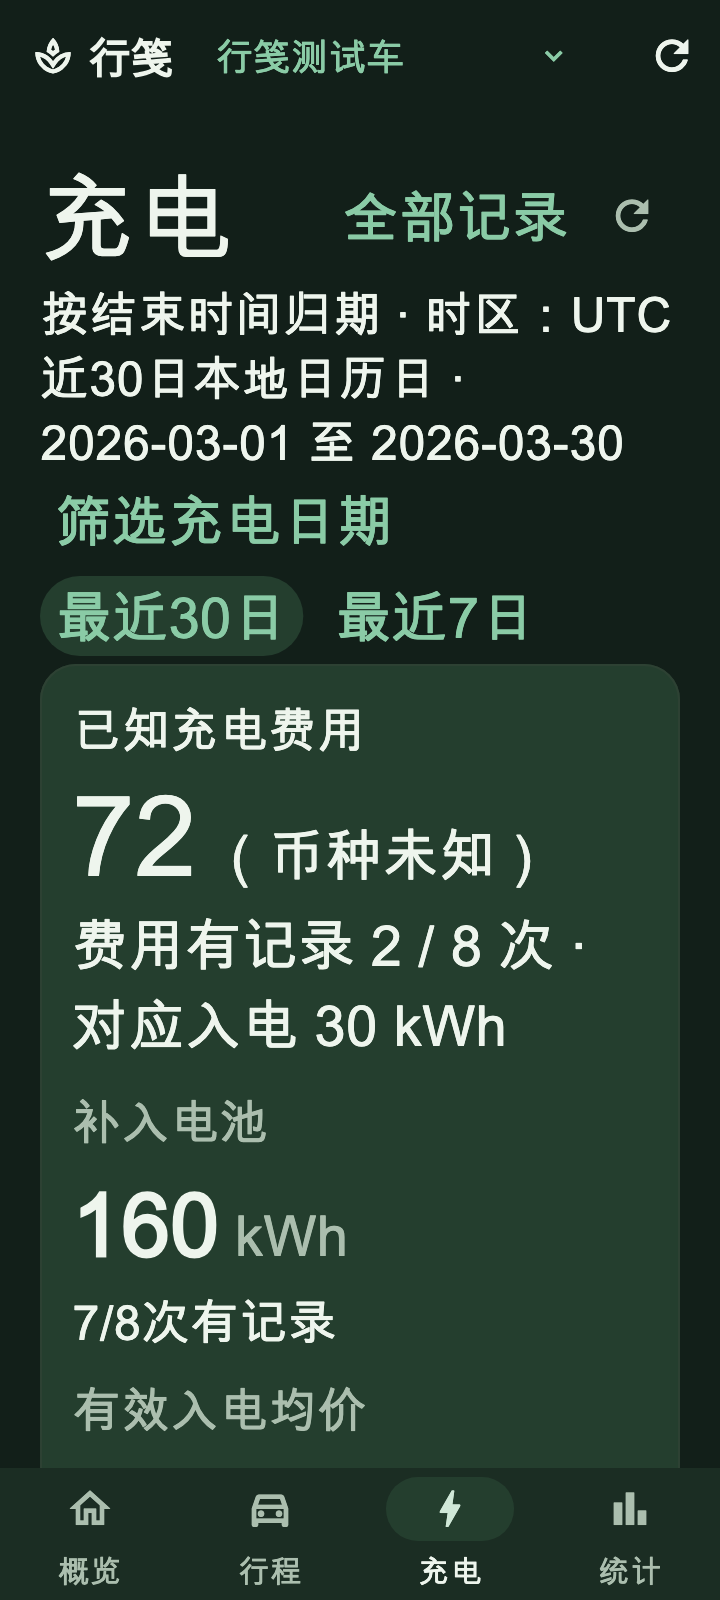 行笺 行笺测试车
充电 全部记录
按结束时间归期 · 时区：UTC
近30日本地日历日 ·
2026-03-01 至 2026-03-30
筛选充电日期
最近30日 最近7日
已知充电费用
72（币种未知）
费用有记录 2 / 8 次 ·
对应入电 30 kWh
补入电池
160 kWh
7/8次有记录
有效入电均价
概览 行程 充电 统计